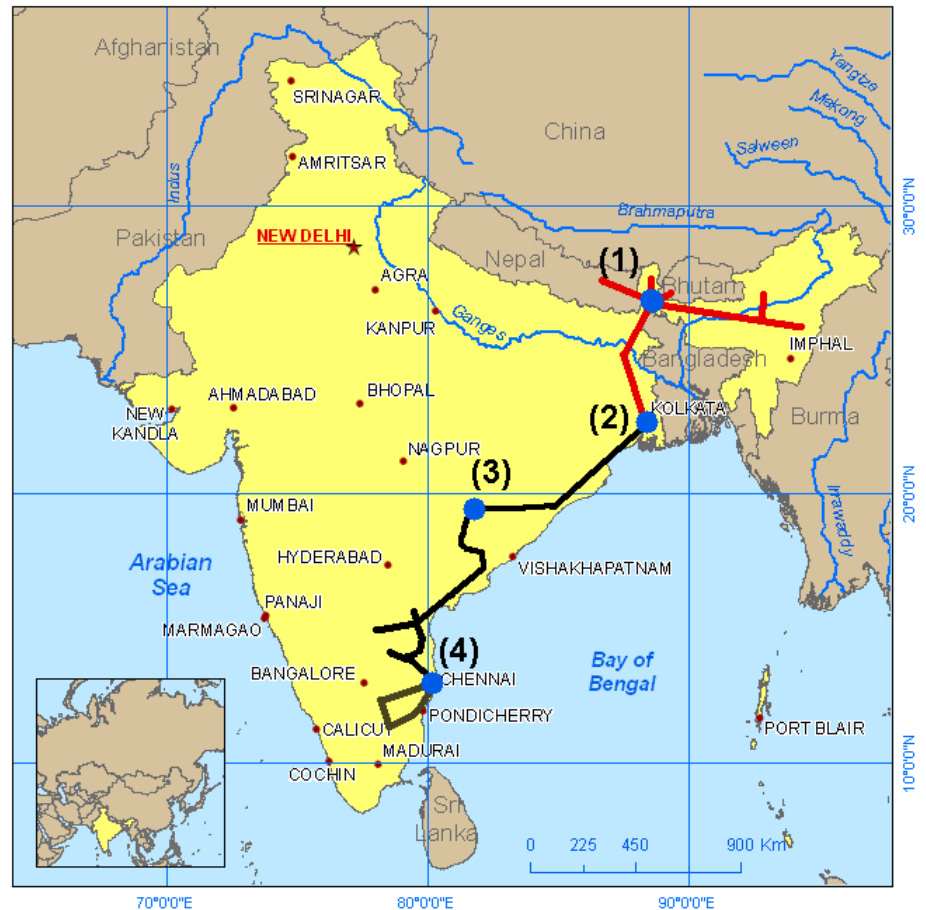 Afghanistan
SRINAGAR
China
Yangtze
Mekong
Salween
AMRITSAR
Indus
Brahmaputra
30°0'0"N
Pakistan
NEW DELHI
Nepal
(1)
Bhutan
AGRA
KANPUR
Ganges
IMPHAL
Bangladesh
AHMADABAD
BHOPAL
NEW
KANDLA
(2)
KOLKATA
Burma
NAGPUR
(3)
20°0'0"N
Irrawaddy
MUMBAI
Arabian
Sea
HYDERABAD
VISHAKHAPATNAM
PANAJI
MARMAGAO
(4)
Bay of
Bengal
BANGALORE
CHENNAI
PONDICHERRY
PORT BLAIR
CALICUT
MADURAI
COCHIN
10°0'0"N
Sri
Lanka
0 225 450 900 Km
70°0'0"E 80°0'0"E 90°0'0"E